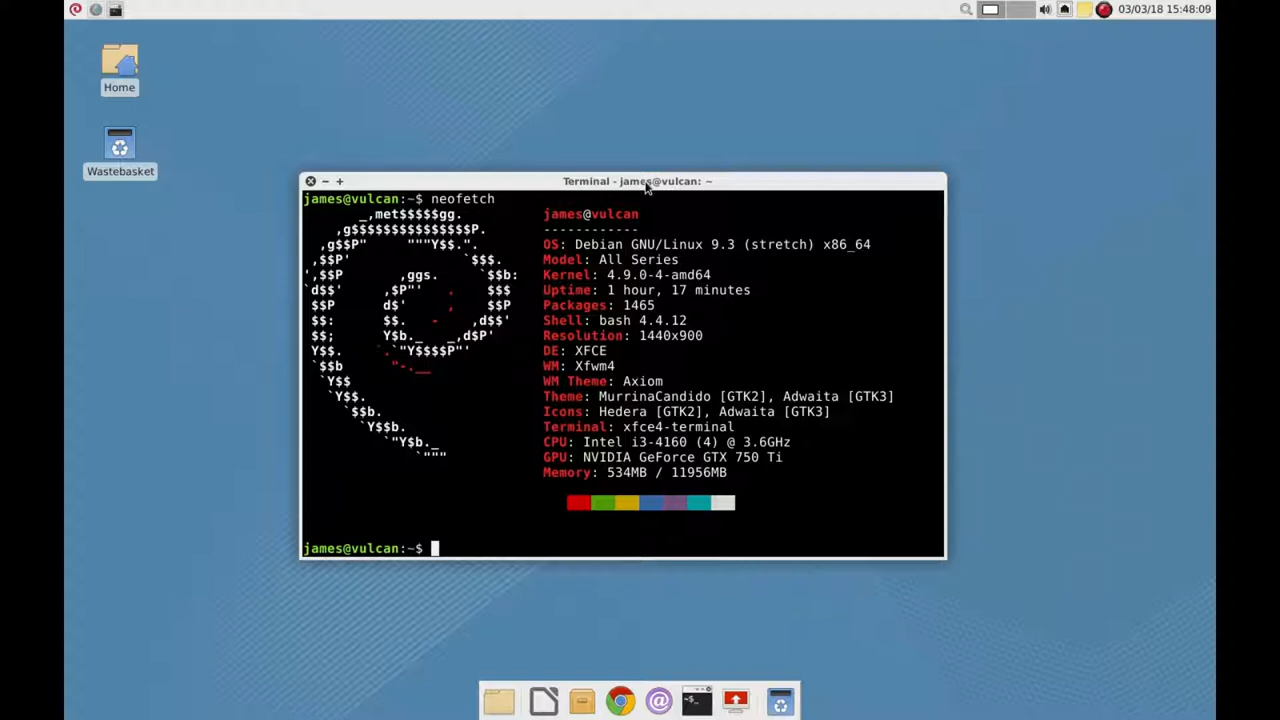 03/03/18 15:48:09
Home
Wastebasket
Terminal - james@vulcan: ~
james@vulcan:~$ neofetch
james@vulcan
------------
OS: Debian GNU/Linux 9.3 (stretch) x86_64
Model: All Series
Kernel: 4.9.0-4-amd64
Uptime: 1 hour, 17 minutes
Packages: 1465
Shell: bash 4.4.12
Resolution: 1440x900
DE: XFCE
WM: Xfwm4
WM Theme: Axiom
Theme: MurrinaCandido [GTK2], Adwaita [GTK3]
Icons: Hedera [GTK2], Adwaita [GTK3]
Terminal: xfce4-terminal
CPU: Intel i3-4160 (4) @ 3.6GHz
GPU: NVIDIA GeForce GTX 750 Ti
Memory: 534MB / 11956MB
james@vulcan:~$